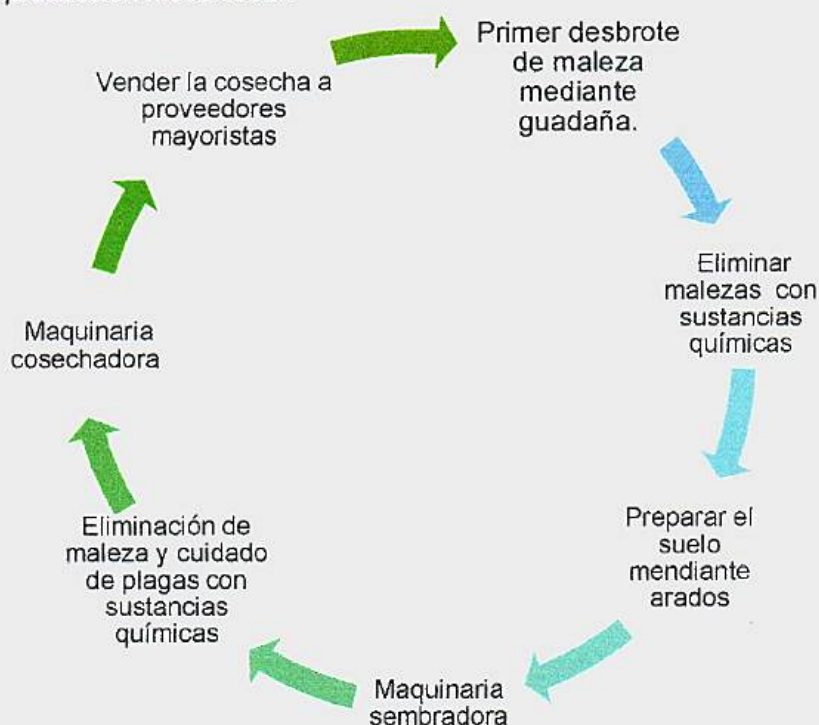 Primer desbrote
de maleza
mediante
guadaña.
Eliminar
malezas con
sustancias
químicas
Preparar el
suelo
mendiante
arados
Maquinaria
sembradora
Eliminación de
maleza y cuidado
de plagas con
sustancias
químicas
Maquinaria
cosechadora
Vender la cosecha a
proveedores
mayoristas